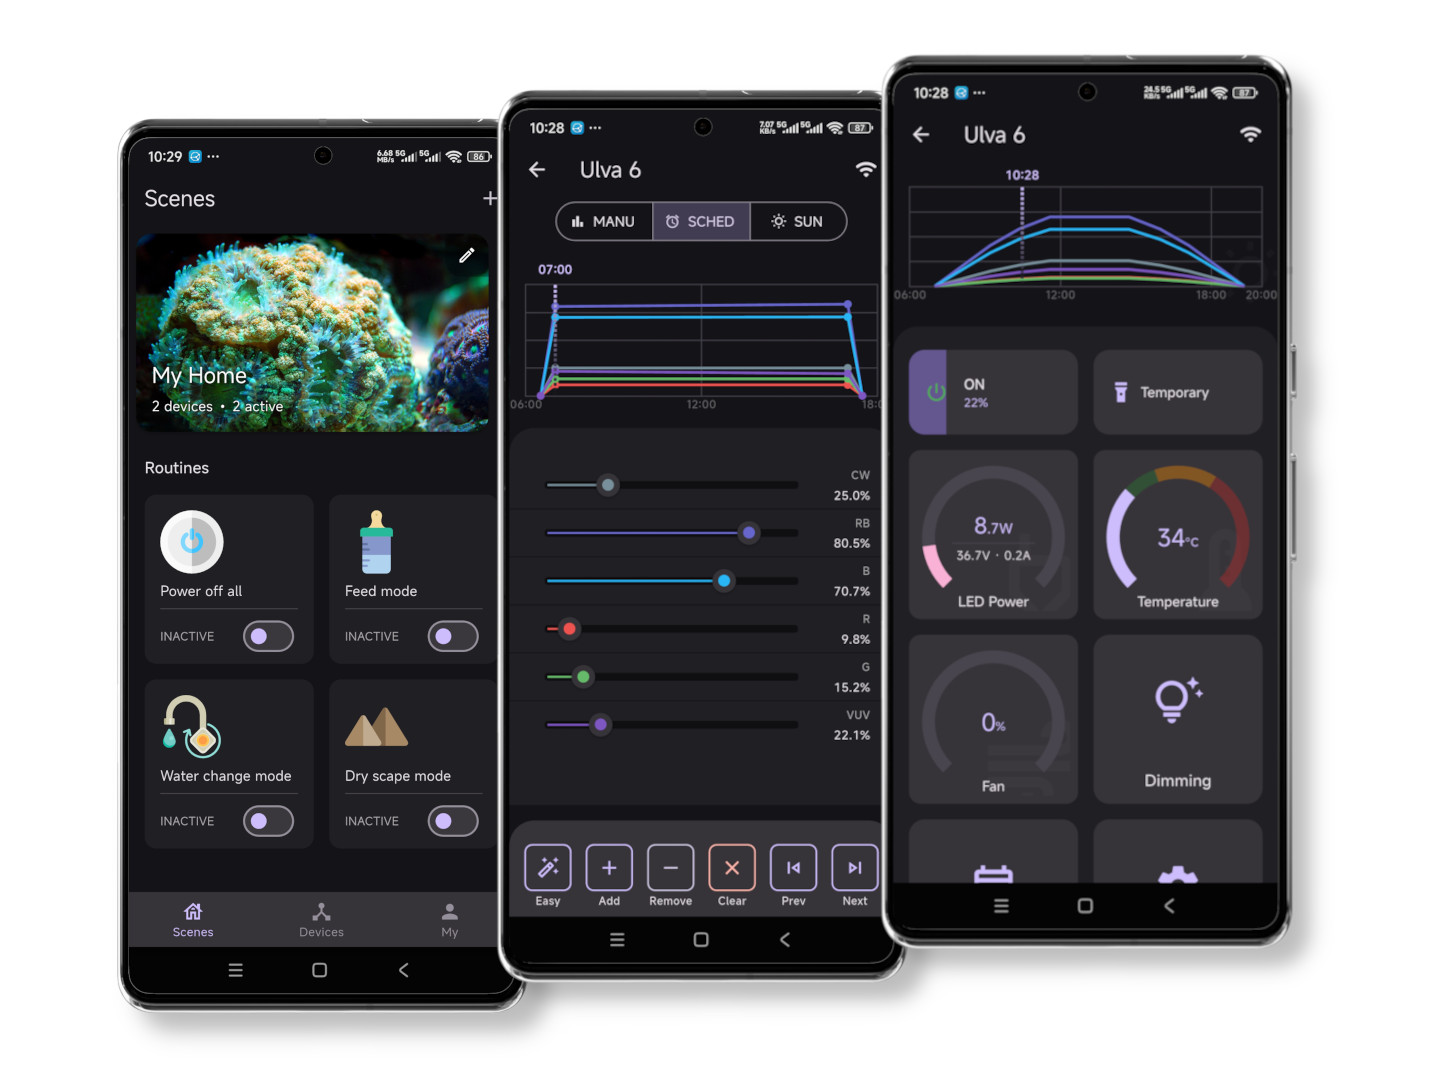 10:29
6.68 MB/s 5G 5G 86
Scenes
My Home
2 devices • 2 active
Routines
Power off all
INACTIVE
Feed mode
INACTIVE
Water change mode
INACTIVE
Dry scape mode
INACTIVE
Scenes
Devices
My
10:28
7.07 KB/s 5G 5G 87
Ulva 6
MANU
SCHED
SUN
07:00
06:00
12:00
18:0
CW
25.0%
RB
80.5%
B
70.7%
R
9.8%
G
15.2%
VUV
22.1%
Easy
Add
Remove
Clear
Prev
Next
10:28
24.5 KB/s 5G 5G 87
Ulva 6
10:28
06:00
12:00
18:00
20:00
ON
22%
Temporary
8.7W
36.7V · 0.2A
LED Power
34°C
Temperature
0%
Fan
Dimming